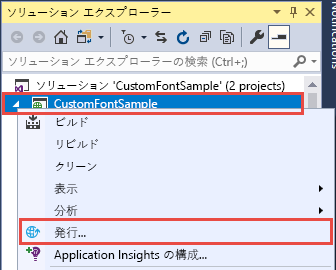 ソリューション エクスプローラー
ソリューション エクスプローラーの検索 (Ctrl+;)
ソリューション 'CustomFontSample' (2 projects)
CustomFontSample
ビルド
リビルド
クリーン
表示
分析
発行...
Application Insights の構成...
Notifications